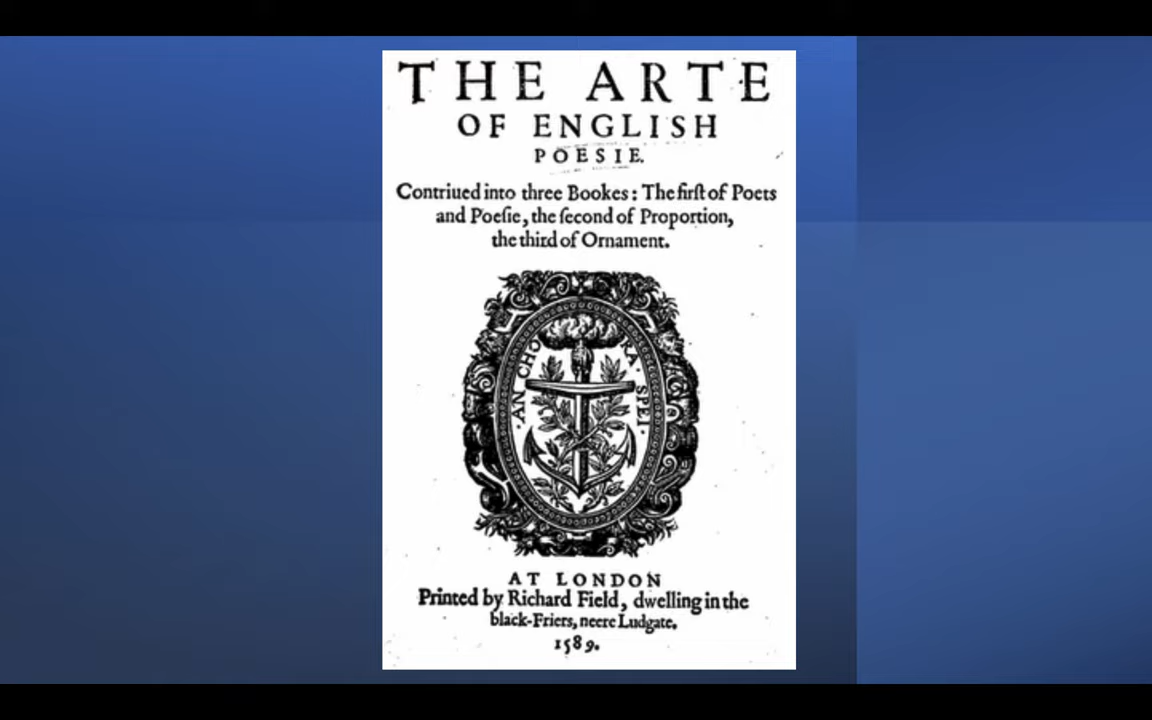 THE ARTE
OF ENGLISH
POESIE.
Contriued into three Bookes: The firſt of Poets
and Poeſie, the ſecond of Proportion,
the third of Ornament.
ANCHORA · SPEI ·
AT LONDON
Printed by Richard Field, dwelling in the
black-Friers, neere Ludgate.
1589.